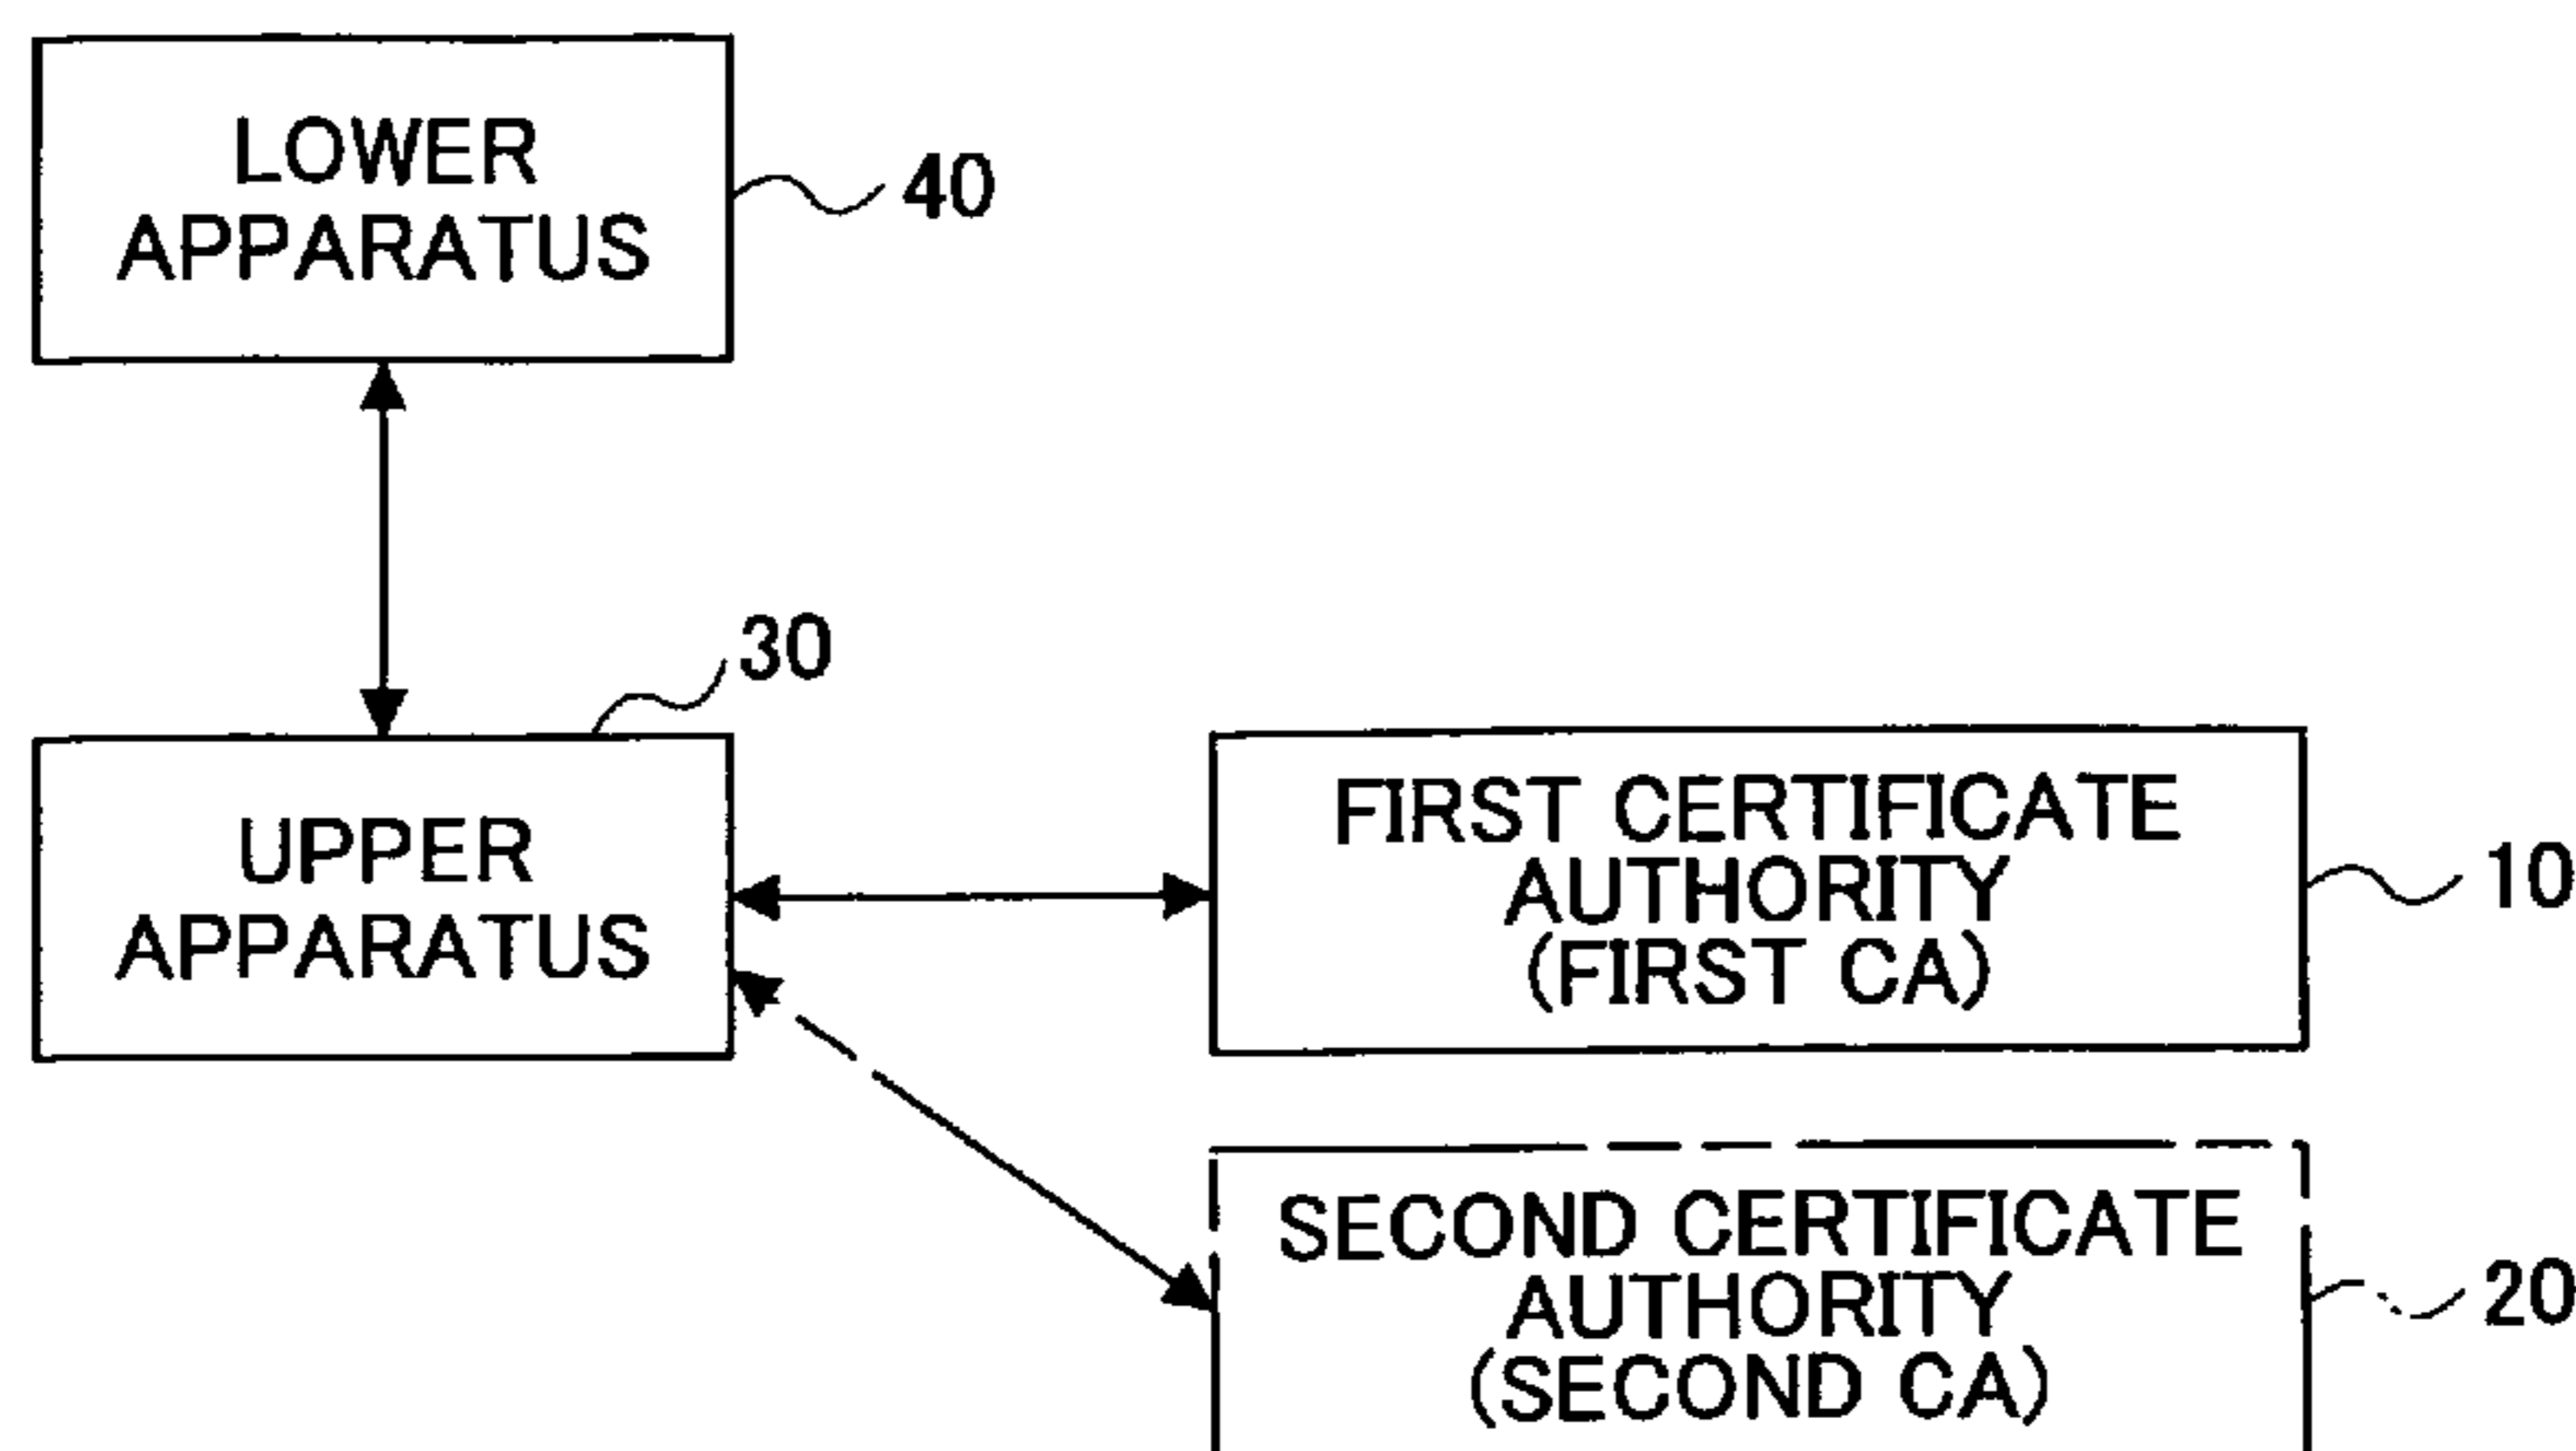 LOWER
APPARATUS
40
30
UPPER
APPARATUS
FIRST CERTIFICATE
AUTHORITY
(FIRST CA)
10
SECOND CERTIFICATE
AUTHORITY
(SECOND CA)
20